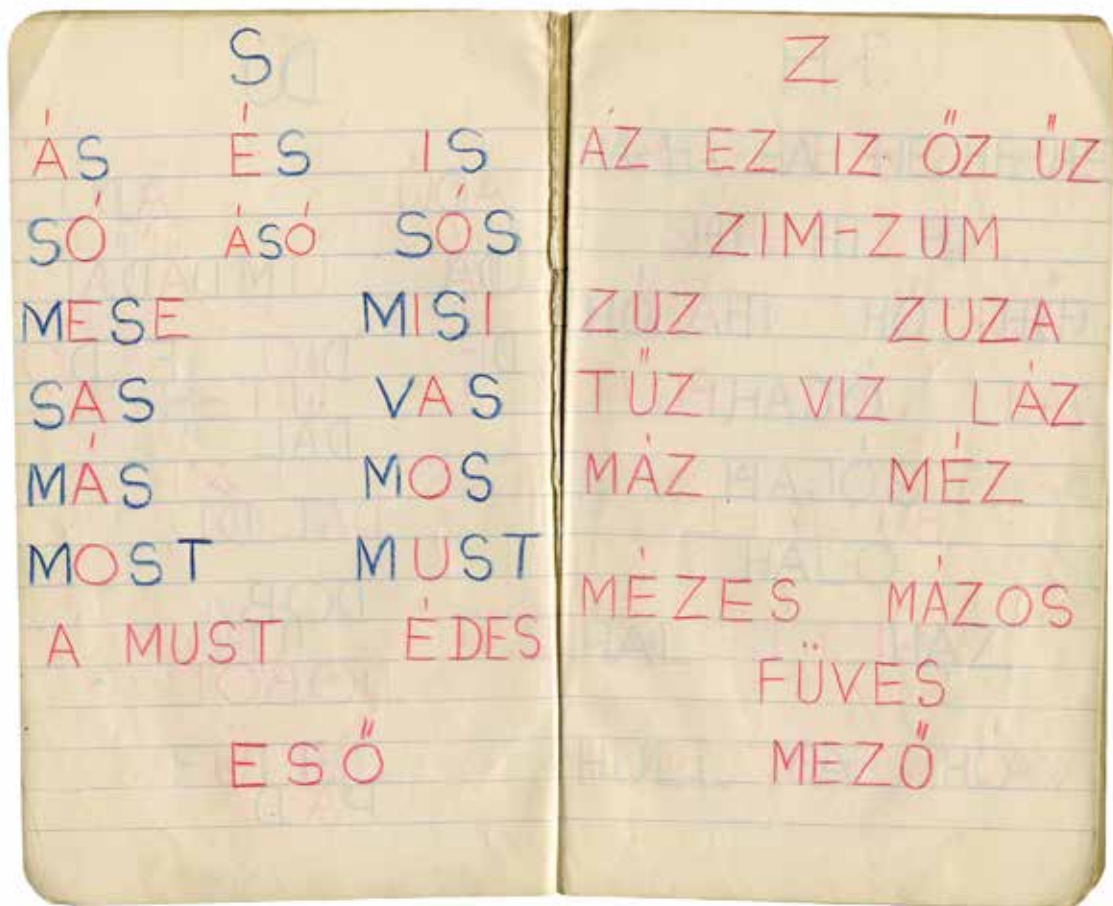 S
ÁS ÉS IS
SÓ ÁSÓ SÓS
MESE MISI
SAS VAS
MÁS MOS
MOST MUST
A MUST ÉDES
ESŐ
Z
AZ EZ IZ ŐZ ŰZ
ZIM-ZUM
ZÚZ ZUZA
TŰZ VIZ LÁZ
MÁZ MÉZ
MÉZES MÁZOS
FÜVES
MEZŐ